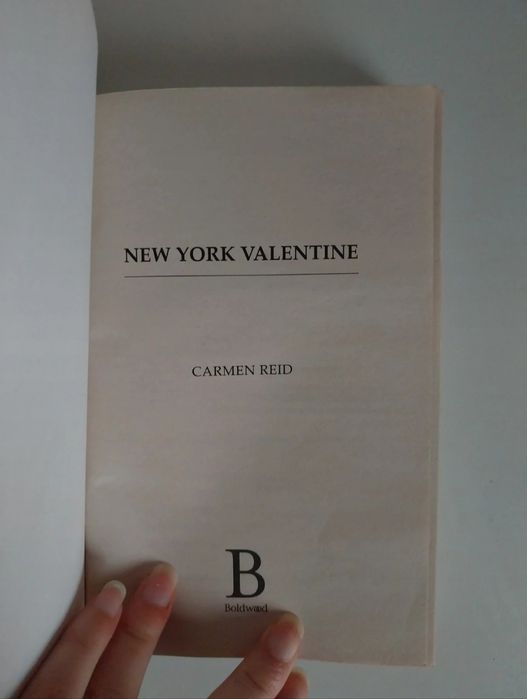 NEW YORK VALENTINE
CARMEN REID
B
Boldwood